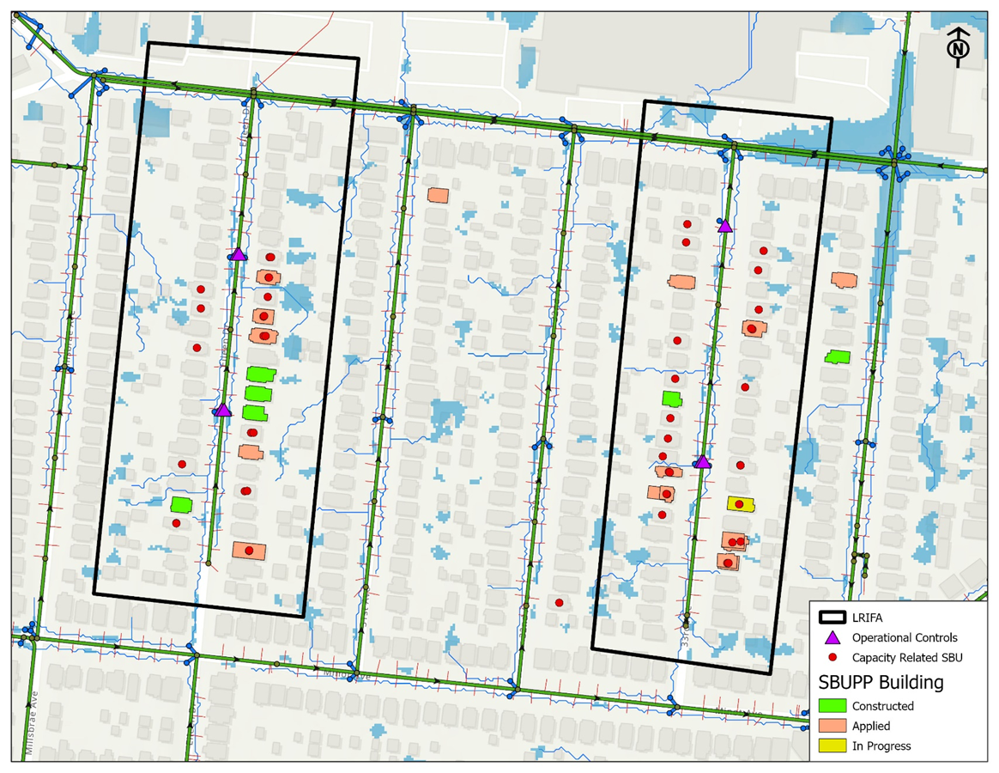 N
LRIFA
Operational Controls
Capacity Related SBU
SBUPP Building
Constructed
Applied
In Progress
Millsbrae Ave